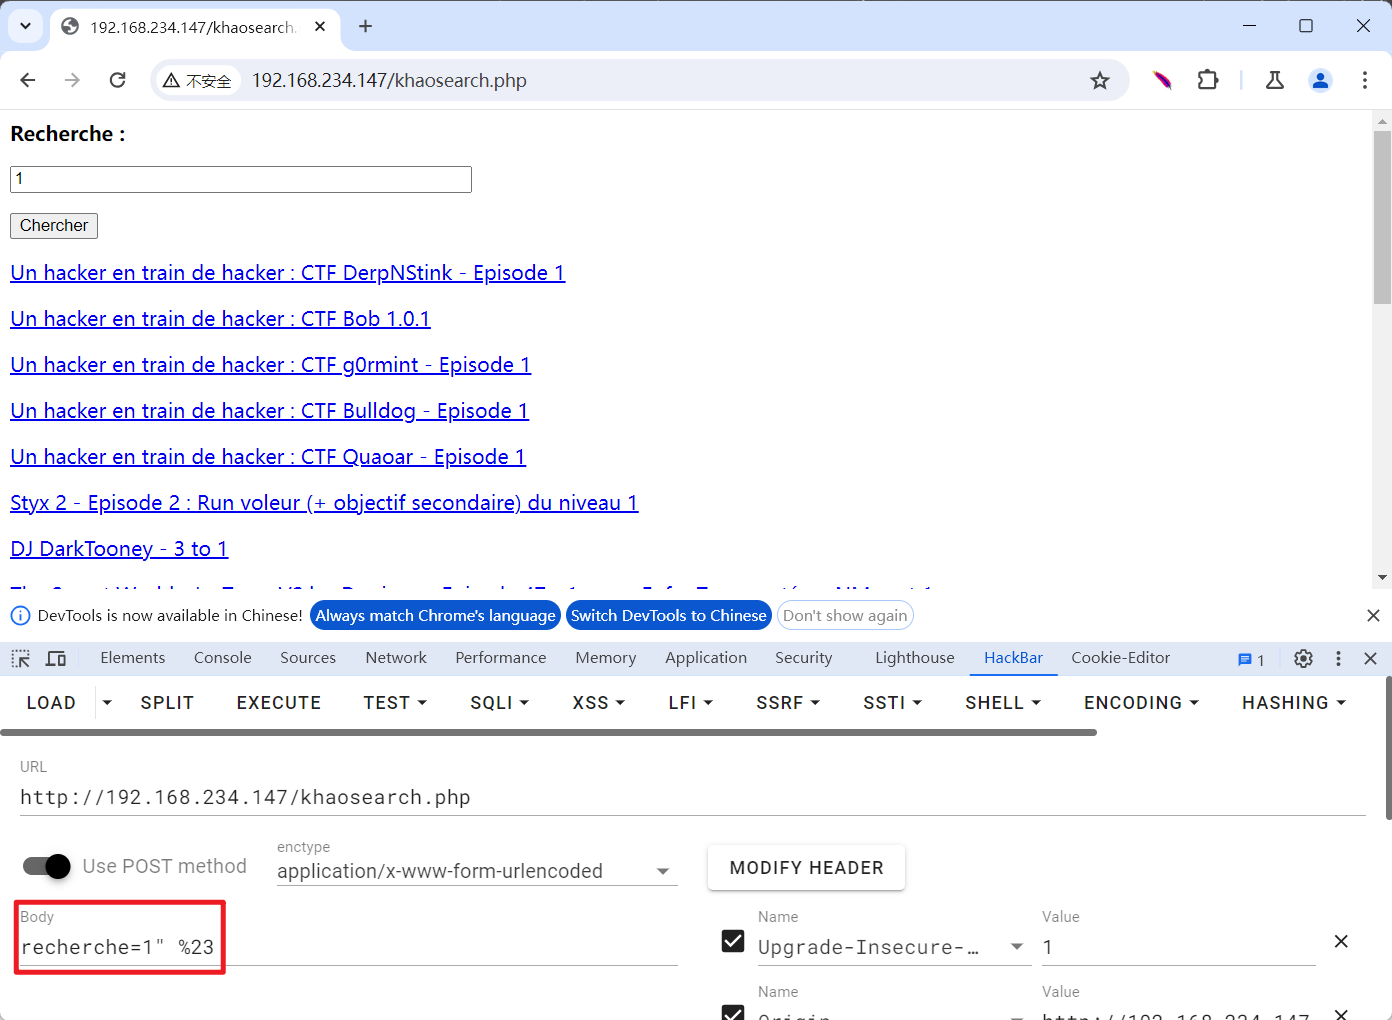 192.168.234.147/khaosearch.
不安全 192.168.234.147/khaosearch.php
Recherche :
1
Chercher
Un hacker en train de hacker : CTF DerpNStink - Episode 1
Un hacker en train de hacker : CTF Bob 1.0.1
Un hacker en train de hacker : CTF g0rmint - Episode 1
Un hacker en train de hacker : CTF Bulldog - Episode 1
Un hacker en train de hacker : CTF Quaoar - Episode 1
Styx 2 - Episode 2 : Run voleur (+ objectif secondaire) du niveau 1
DJ DarkTooney - 3 to 1
DevTools is now available in Chinese! Always match Chrome's language Switch DevTools to Chinese Don't show again
Elements Console Sources Network Performance Memory Application Security Lighthouse HackBar Cookie-Editor 1
LOAD SPLIT EXECUTE TEST SQLI XSS LFI SSRF SSTI SHELL ENCODING HASHING
URL
http://192.168.234.147/khaosearch.php
Use POST method
enctype
application/x-www-form-urlencoded
MODIFY HEADER
Body
recherche=1" %23
Name Value
Upgrade-Insecure-… 1
Name Value
Origin http://192.168.234.147